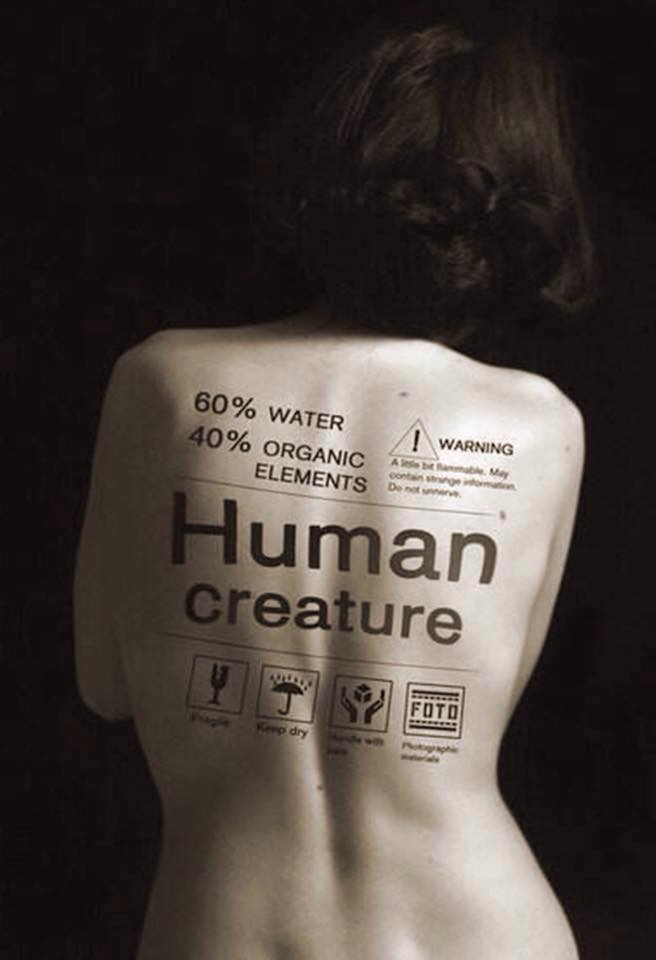 60% WATER
40% ORGANIC
ELEMENTS
! WARNING
A little bit flammable. May
contain strange information.
Do not unnerve.
Human
creature
Fragile
Keep dry
Handle with
care
FOTO
Photographic
materials